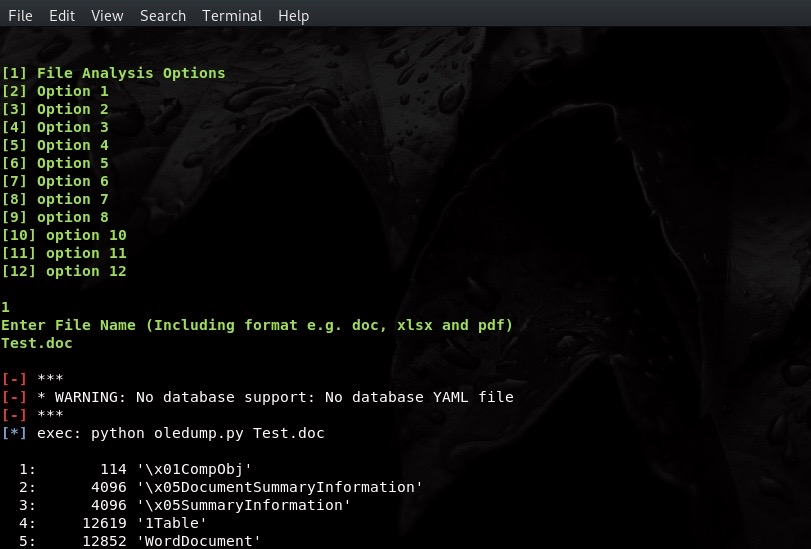 File Edit View Search Terminal Help
[1] File Analysis Options
[2] Option 1
[3] Option 2
[4] Option 3
[5] Option 4
[6] Option 5
[7] Option 6
[8] option 7
[9] option 8
[10] option 10
[11] option 11
[12] option 12
1
Enter File Name (Including format e.g. doc, xlsx and pdf)
Test.doc
[-] ***
[-] * WARNING: No database support: No database YAML file
[-] ***
[*] exec: python oledump.py Test.doc
1: 114 '\x01CompObj'
2: 4096 '\x05DocumentSummaryInformation'
3: 4096 '\x05SummaryInformation'
4: 12619 '1Table'
5: 12852 'WordDocument'